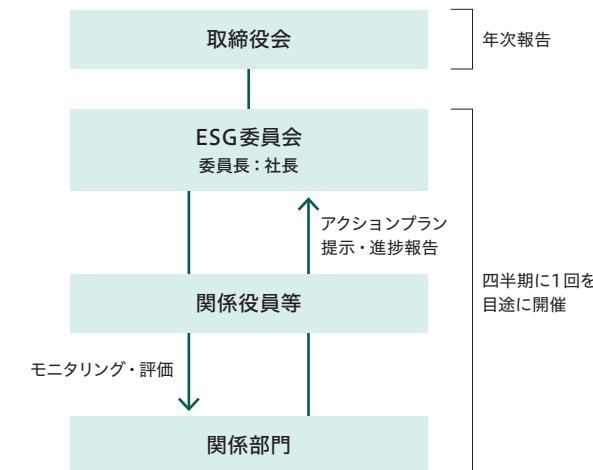 取締役会
年次報告
ESG委員会
委員長：社長
アクションプラン
提示・進捗報告
関係役員等
四半期に1回を
目途に開催
モニタリング・評価
関係部門